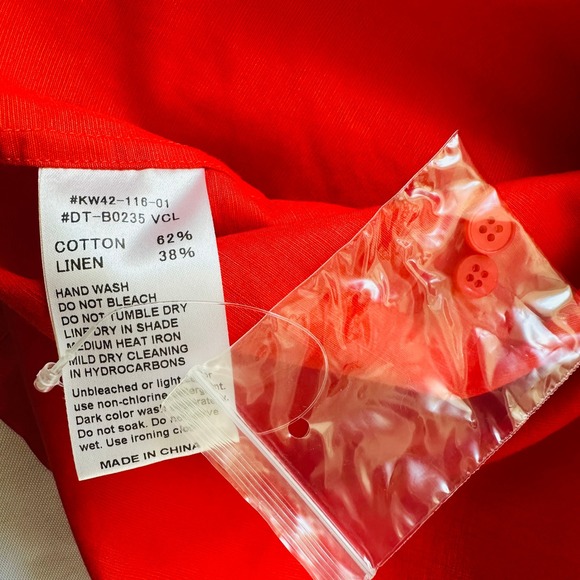 #KW42-116-01
#DT-B0235 VCL
COTTON 62%
LINEN 38%
HAND WASH
DO NOT BLEACH
DO NOT TUMBLE DRY
LINE DRY IN SHADE
MEDIUM HEAT IRON
MILD DRY CLEANING
IN HYDROCARBONS
Unbleached or light
use non-chlorine
Dark color wash
Do not soak. Do
wet. Use ironing
MADE IN CHINA